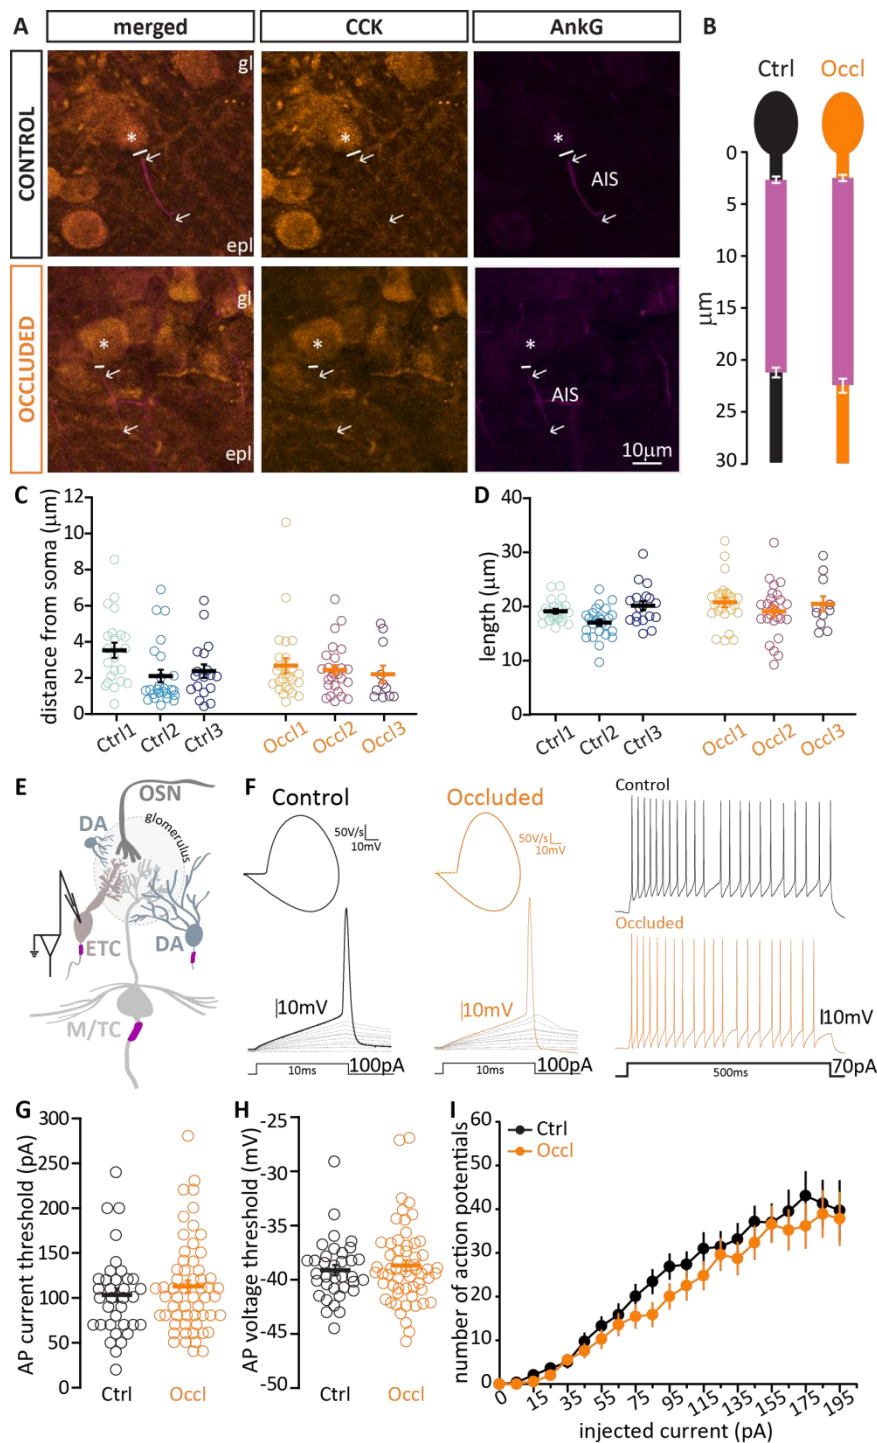 A merged CCK AnkG B
CONTROL
gl
*
AIS
epl
*
*
OCCLUDED
gl
*
AIS
epl
10μm
*
*
Ctrl Occl
0
5
10
15
20
25
30
μm
C
distance from soma (μm)
12
10
8
6
4
2
0
Ctrl1 Ctrl2 Ctrl3 Occl1 Occl2 Occl3
D
length (μm)
40
30
20
10
0
Ctrl1 Ctrl2 Ctrl3 Occl1 Occl2 Occl3
E
OSN
DA
glomerulus
ETC
DA
M/TC
F
Control
50V/s
10mV
10mV
10ms
100pA
Occluded
50V/s
10mV
10mV
10ms
100pA
Control
Occluded
10mV
500ms
70pA
G
AP current threshold (pA)
300
250
200
150
100
50
0
Ctrl Occl
H
AP voltage threshold (mV)
-25
-30
-35
-40
-45
-50
Ctrl Occl
I
number of action potentials
60
50
40
30
20
10
0
Ctrl
Occl
0 15 35 55 75 95 115 135 155 175 195
injected current (pA)